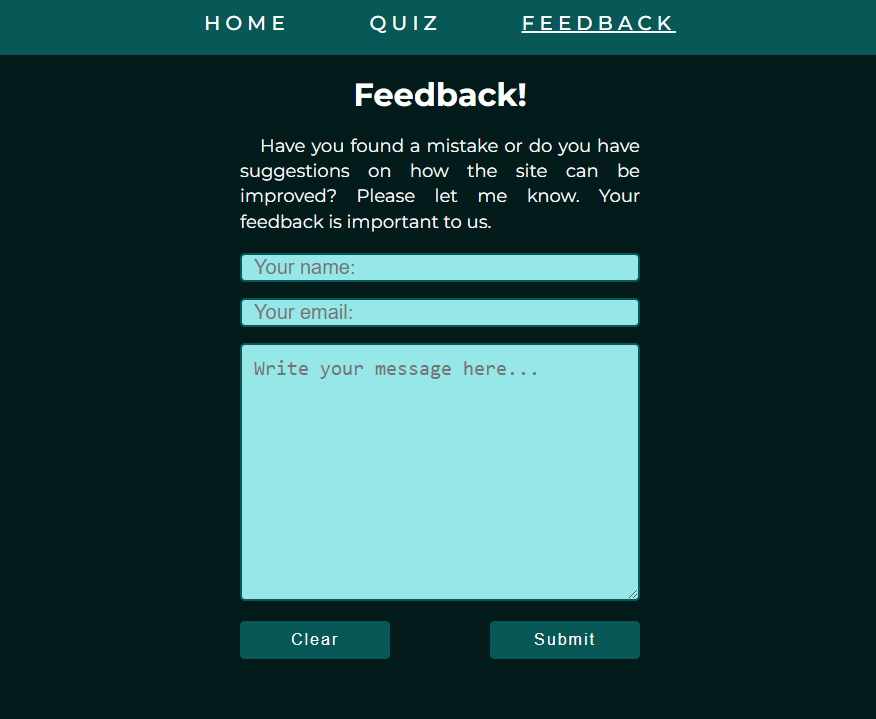 HOME QUIZ FEEDBACK
Feedback!
Have you found a mistake or do you have
suggestions on how the site can be
improved? Please let me know. Your
feedback is important to us.
Your name:
Your email:
Write your message here...
Clear Submit